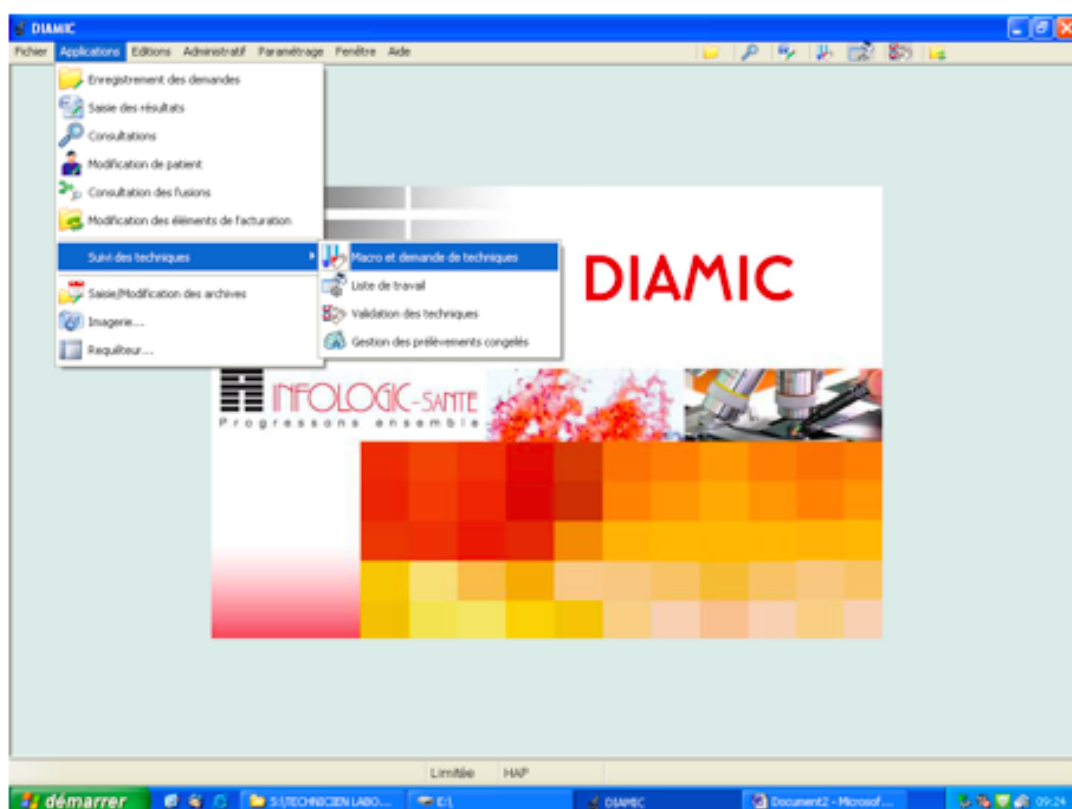 DIAMIC
Fichier Applications Editions Administratif Paramétrage Fenêtre Aide
Enregistrement des demandes
Saisie des résultats
Consultations
Modification de patient
Consultation des fusions
Modification des éléments de facturation
Suivi des techniques
Macro et demande de techniques
Liste de travail
Validation des techniques
Gestion des prélèvements congelés
Saisie/Modification des archives
Imagerie...
Requêteur...
DIAMIC
INFOLOGIC-SANTE
Progressons ensemble
Limitée HAP
démarrer S:\TECHNICIEN LABO... E:\ DIAMIC Document2 - Microsof... 09:24